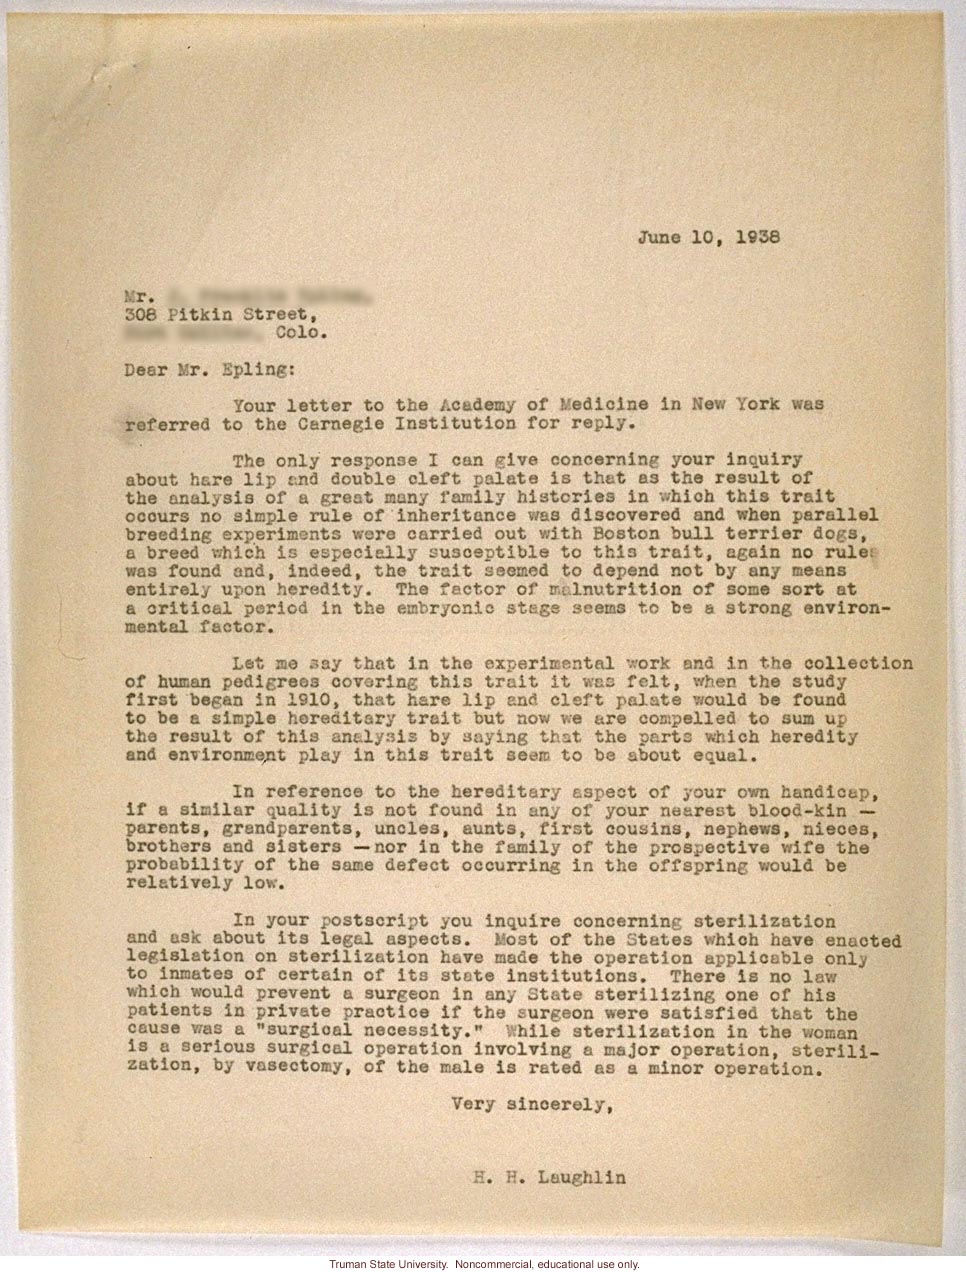 June 10, 1938
Mr.
308 Pitkin Street,
Colo.
Dear Mr. Epling:
Your letter to the Academy of Medicine in New York was
referred to the Carnegie Institution for reply.
The only response I can give concerning your inquiry
about hare lip and double cleft palate is that as the result of
the analysis of a great many family histories in which this trait
occurs no simple rule of inheritance was discovered and when parallel
breeding experiments were carried out with Boston bull terrier dogs,
a breed which is especially susceptible to this trait, again no rules
was found and, indeed, the trait seemed to depend not by any means
entirely upon heredity. The factor of malnutrition of some sort at
a critical period in the embryonic stage seems to be a strong environ-
mental factor.
Let me say that in the experimental work and in the collection
of human pedigrees covering this trait it was felt, when the study
first began in 1910, that hare lip and cleft palate would be found
to be a simple hereditary trait but now we are compelled to sum up
the result of this analysis by saying that the parts which heredity
and environment play in this trait seem to be about equal.
In reference to the hereditary aspect of your own handicap,
if a similar quality is not found in any of your nearest blood-kin —
parents, grandparents, uncles, aunts, first cousins, nephews, nieces,
brothers and sisters — nor in the family of the prospective wife the
probability of the same defect occurring in the offspring would be
relatively low.
In your postscript you inquire concerning sterilization
and ask about its legal aspects. Most of the States which have enacted
legislation on sterilization have made the operation applicable only
to inmates of certain of its state institutions. There is no law
which would prevent a surgeon in any State sterilizing one of his
patients in private practice if the surgeon were satisfied that the
cause was a "surgical necessity." While sterilization in the woman
is a serious surgical operation involving a major operation, sterili-
zation, by vasectomy, of the male is rated as a minor operation.
Very sincerely,
H. H. Laughlin
Truman State University. Noncommercial, educational use only.